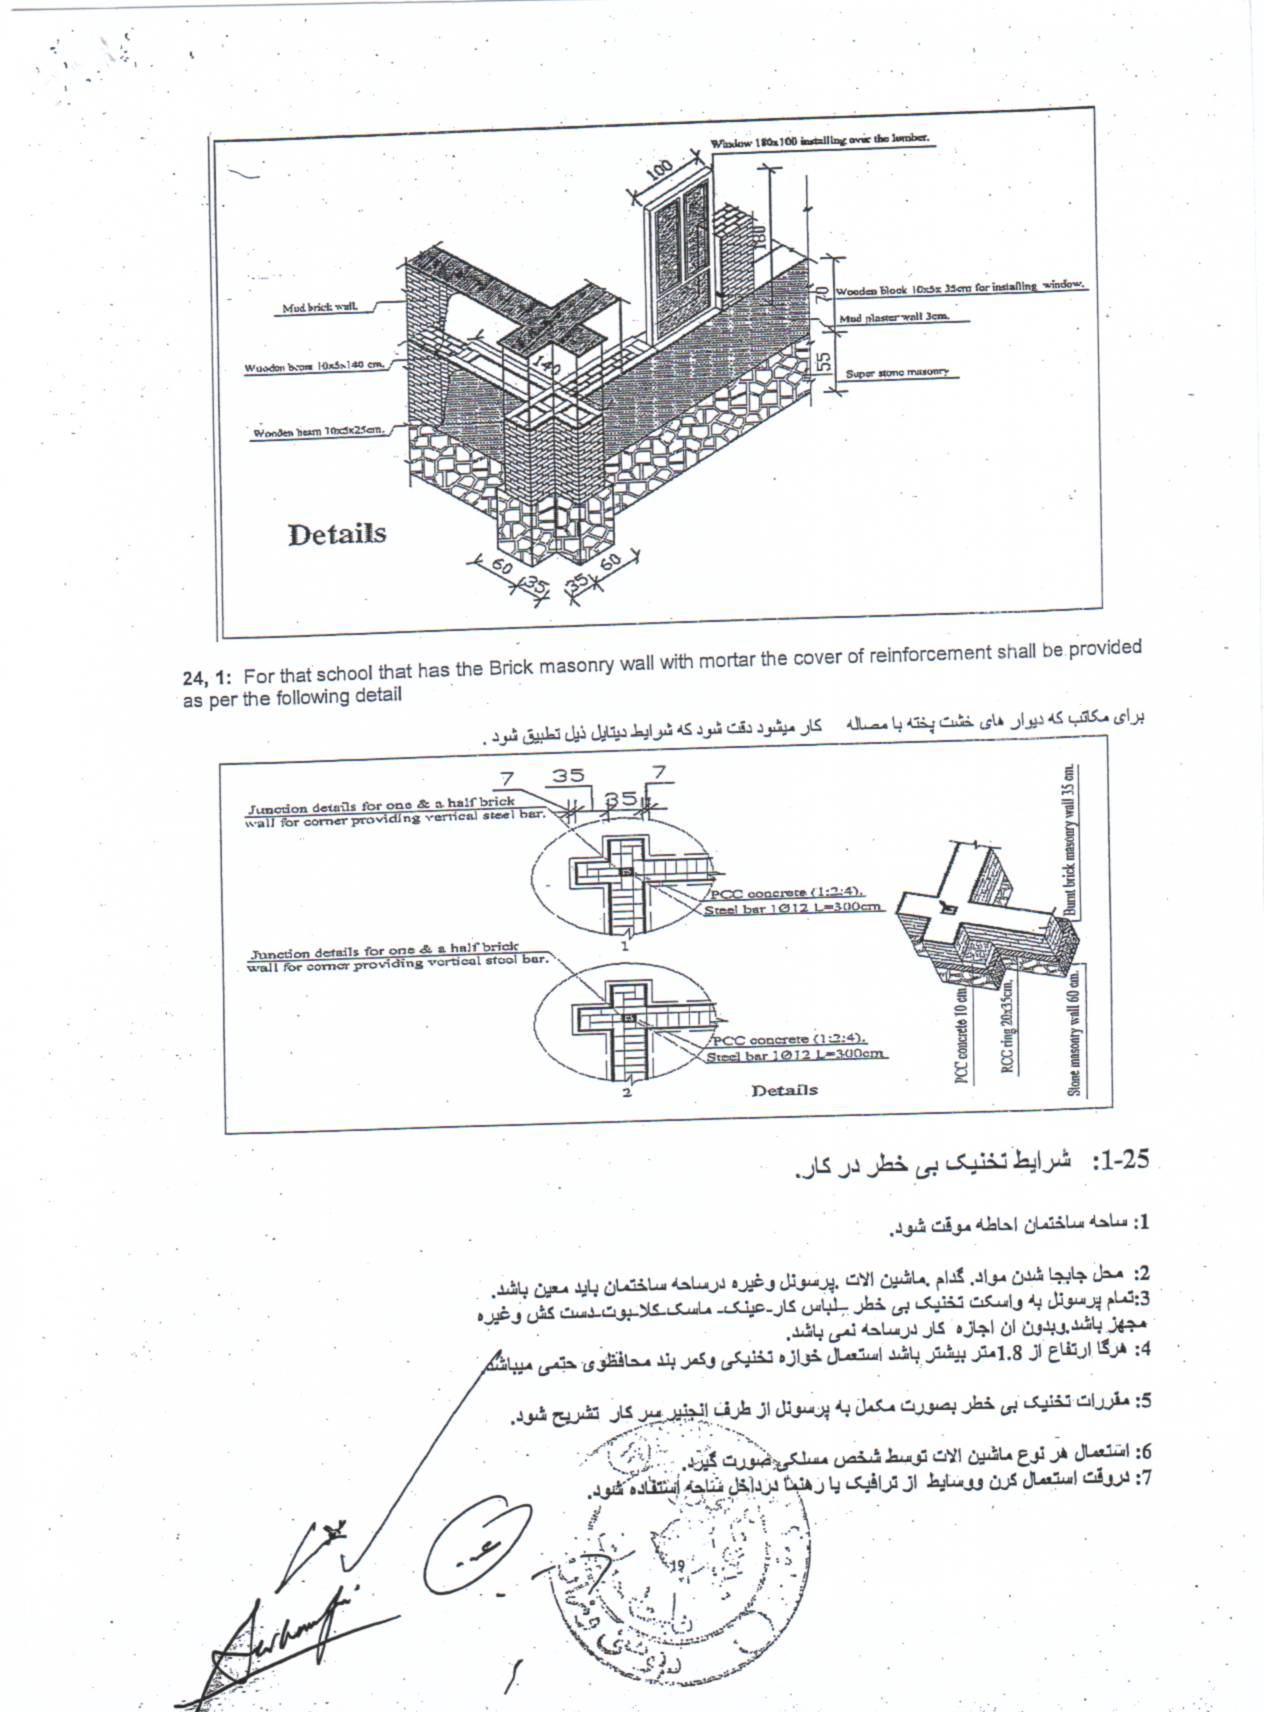 Window 180x100 installing over the lumber.
100
180
Mud brick wall.
Wooden block 10x5x 35cm for installing window.
70
Mud plaster wall 3cm.
Wooden beam 10x5x140 cm.
140
55
Super stone masonry
Wooden beam 10x5x25cm.
Details
60
35
35
60
24, 1: For that school that has the Brick masonry wall with mortar the cover of reinforcement shall be provided
as per the following detail
برای مکاتب که دیوار های خشت پخته با مصاله کار میشود دقت شود که شرایط دیتایل ذیل تطبیق شود .
7
35
7
35
Junction details for one & a half brick
wall for corner providing vertical steel bar.
PCC concrete (1:2:4).
Steel bar 1Ø12 L=300cm
1
Junction details for one & a half brick
wall for corner providing vertical steel bar.
PCC concrete (1:2:4).
Steel bar 1Ø12 L=300cm
2
Details
Burnt brick masonry wall 35 cm.
PCC concrete 10 cm.
RCC ring 20x35cm.
Stone masonry wall 60 cm.
1-25: شرایط تخنیک بی خطر در کار.
1: ساحه ساختمان احاطه موقت شود.
2: محل جابجا شدن مواد. گدام .ماشین الات .پرسونل وغیره درساحه ساختمان باید معین باشد.
3:تمام پرسونل به واسکت تخنیک بی خطر -لباس کار-عینک- ماسک-کلا-بوت-دست کش وغیره
مجهز باشد.وبدون ان اجازه کار درساحه نمی باشد.
4: هرگا ارتفاع از 1.8متر بیشتر باشد استعمال خوازه تخنیکی وکمر بند محافظوی حتمی میباشد.
5: مقررات تخنیک بی خطر بصورت مکمل به پرسونل از طرف انجنیر سر کار تشریح شود.
6: استعمال هر نوع ماشین الات توسط شخص مسلکی صورت گیرد.
7: دروقت استعمال کرن ووسایط از ترافیک یا رهنما درداخل ساحه استفاده شود.
19